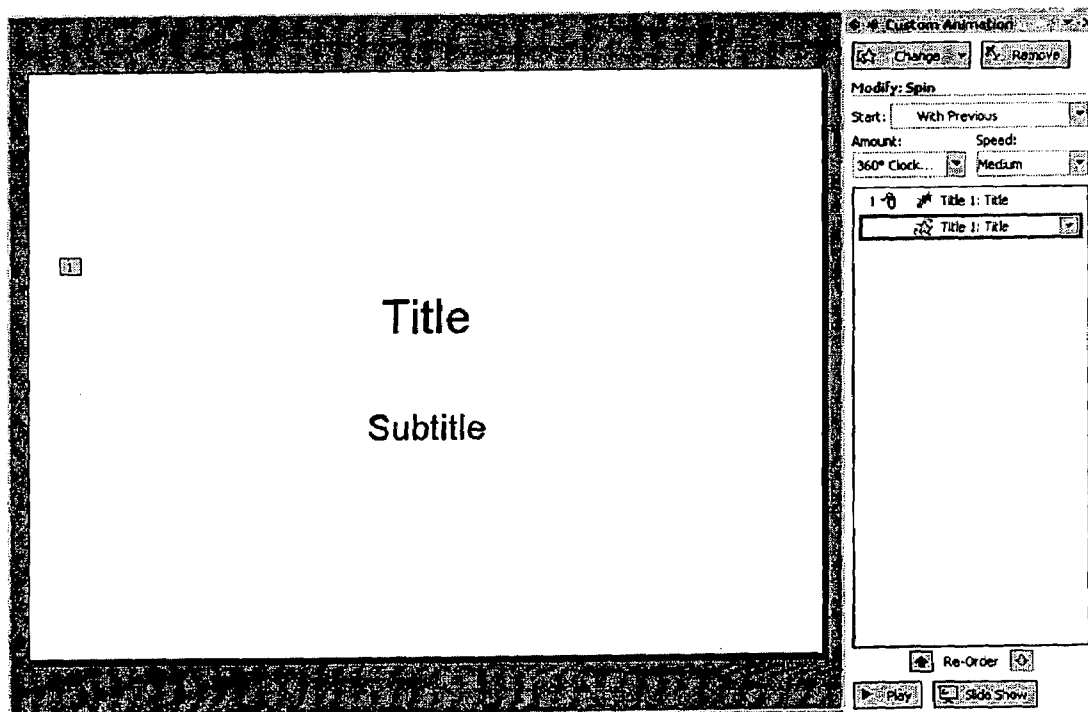 Custom Animation
Change Remove
Modify: Spin
Start: With Previous
Amount: Speed:
360° Clock... Medium
1 Title 1: Title
Title 1: Title
1
Title
Subtitle
Re-Order
Play Slide Show